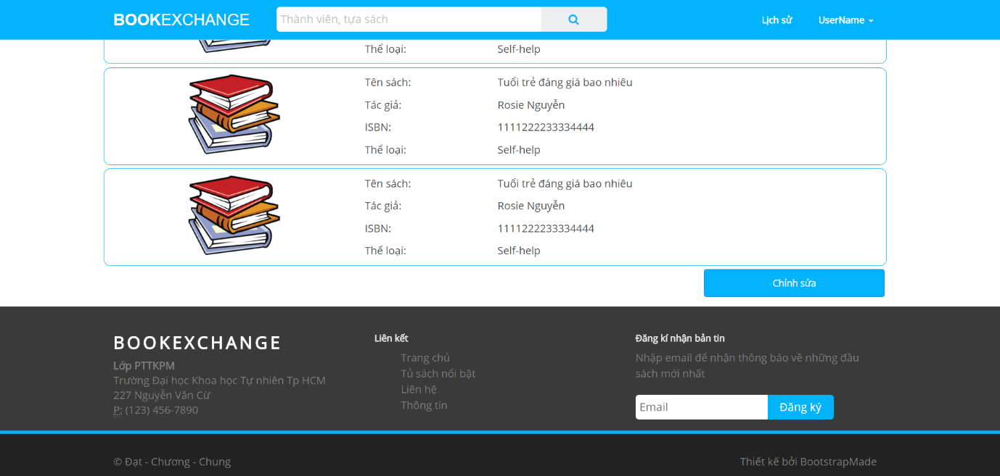 BOOKEXCHANGE Thành viên, tựa sách Lịch sử UserName
Thể loại: Self-help
Tên sách: Tuổi trẻ đáng giá bao nhiêu
Tác giả: Rosie Nguyễn
ISBN: 1111222233334444
Thể loại: Self-help
Tên sách: Tuổi trẻ đáng giá bao nhiêu
Tác giả: Rosie Nguyễn
ISBN: 1111222233334444
Thể loại: Self-help
Chỉnh sửa
BOOKEXCHANGE
Lớp PTTKPM
Trường Đại học Khoa học Tự nhiên Tp HCM
227 Nguyễn Văn Cừ
P: (123) 456-7890
Liên kết
Trang chủ
Tủ sách nổi bật
Liên hệ
Thông tin
Đăng kí nhận bản tin
Nhập email để nhận thông báo về những đầu
sách mới nhất
Email Đăng ký
© Đạt - Chương - Chung Thiết kế bởi BootstrapMade